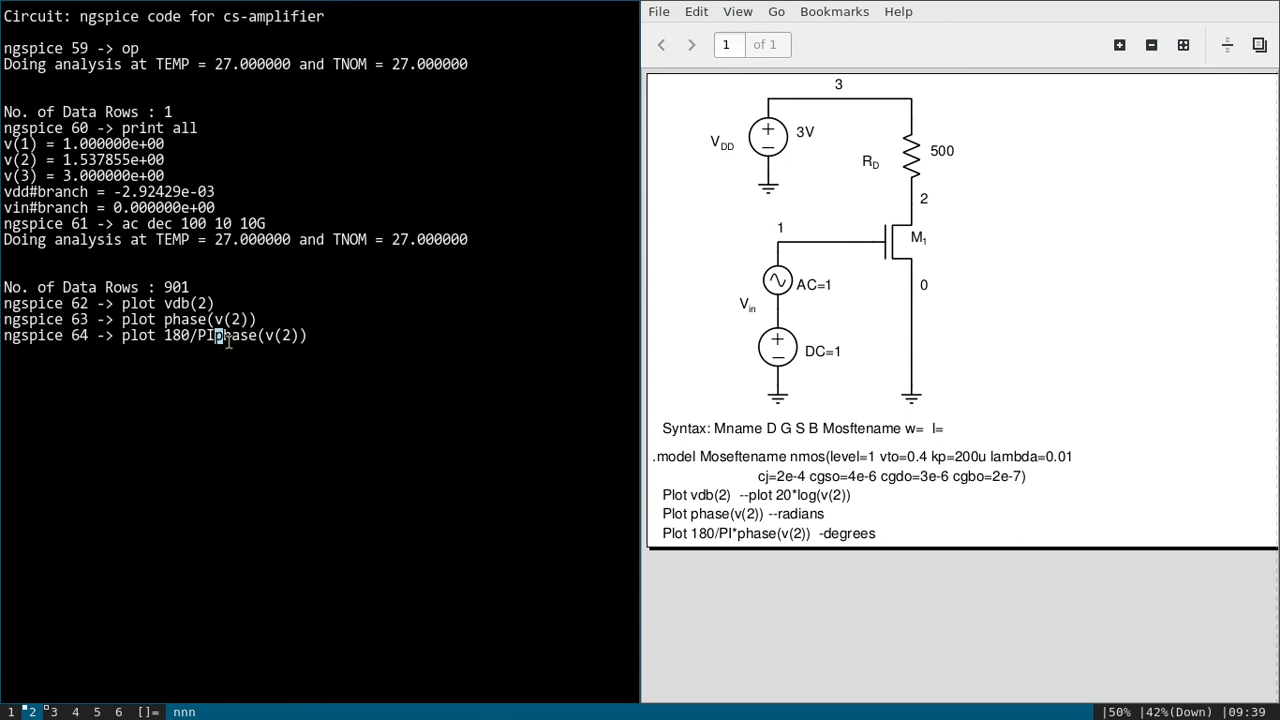 Circuit: ngspice code for cs-amplifier
ngspice 59 -> op
Doing analysis at TEMP = 27.000000 and TNOM = 27.000000
No. of Data Rows : 1
ngspice 60 -> print all
v(1) = 1.000000e+00
v(2) = 1.537855e+00
v(3) = 3.000000e+00
vdd#branch = -2.92429e-03
vin#branch = 0.000000e+00
ngspice 61 -> ac dec 100 10 10G
Doing analysis at TEMP = 27.000000 and TNOM = 27.000000
No. of Data Rows : 901
ngspice 62 -> plot vdb(2)
ngspice 63 -> plot phase(v(2))
ngspice 64 -> plot 180/PIphase(v(2))
File Edit View Go Bookmarks Help
1 of 1
3
+
3V
VDD
−
RD
500
2
1
M1
AC=1
0
Vin
+
DC=1
−
Syntax: Mname D G S B Mosftename w= l=
.model Moseftename nmos(level=1 vto=0.4 kp=200u lambda=0.01
cj=2e-4 cgso=4e-6 cgdo=3e-6 cgbo=2e-7)
Plot vdb(2) --plot 20*log(v(2))
Plot phase(v(2)) --radians
Plot 180/PI*phase(v(2)) -degrees
1 2 3 4 5 6 []= nnn |50% |42%(Down) |09:39